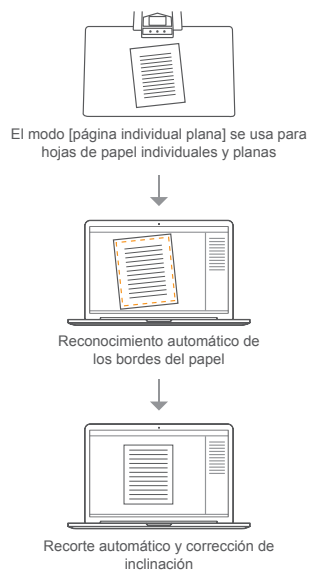 El modo [página individual plana] se usa para
hojas de papel individuales y planas
Reconocimiento automático de
los bordes del papel
Recorte automático y corrección de
inclinación